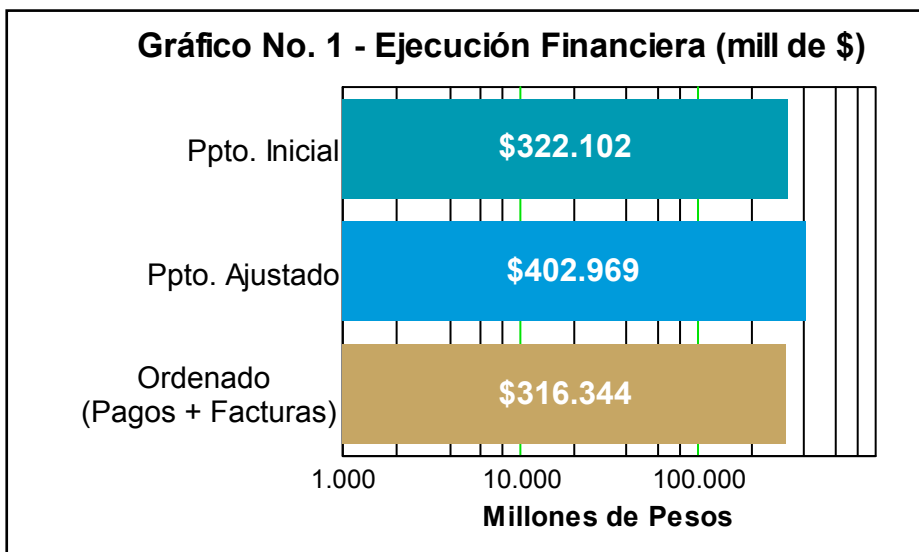 Gráfico No. 1 - Ejecución Financiera (mill de $)
Ppto. Inicial
$322.102
Ppto. Ajustado
$402.969
Ordenado
(Pagos + Facturas)
$316.344
1.000
10.000
100.000
Millones de Pesos